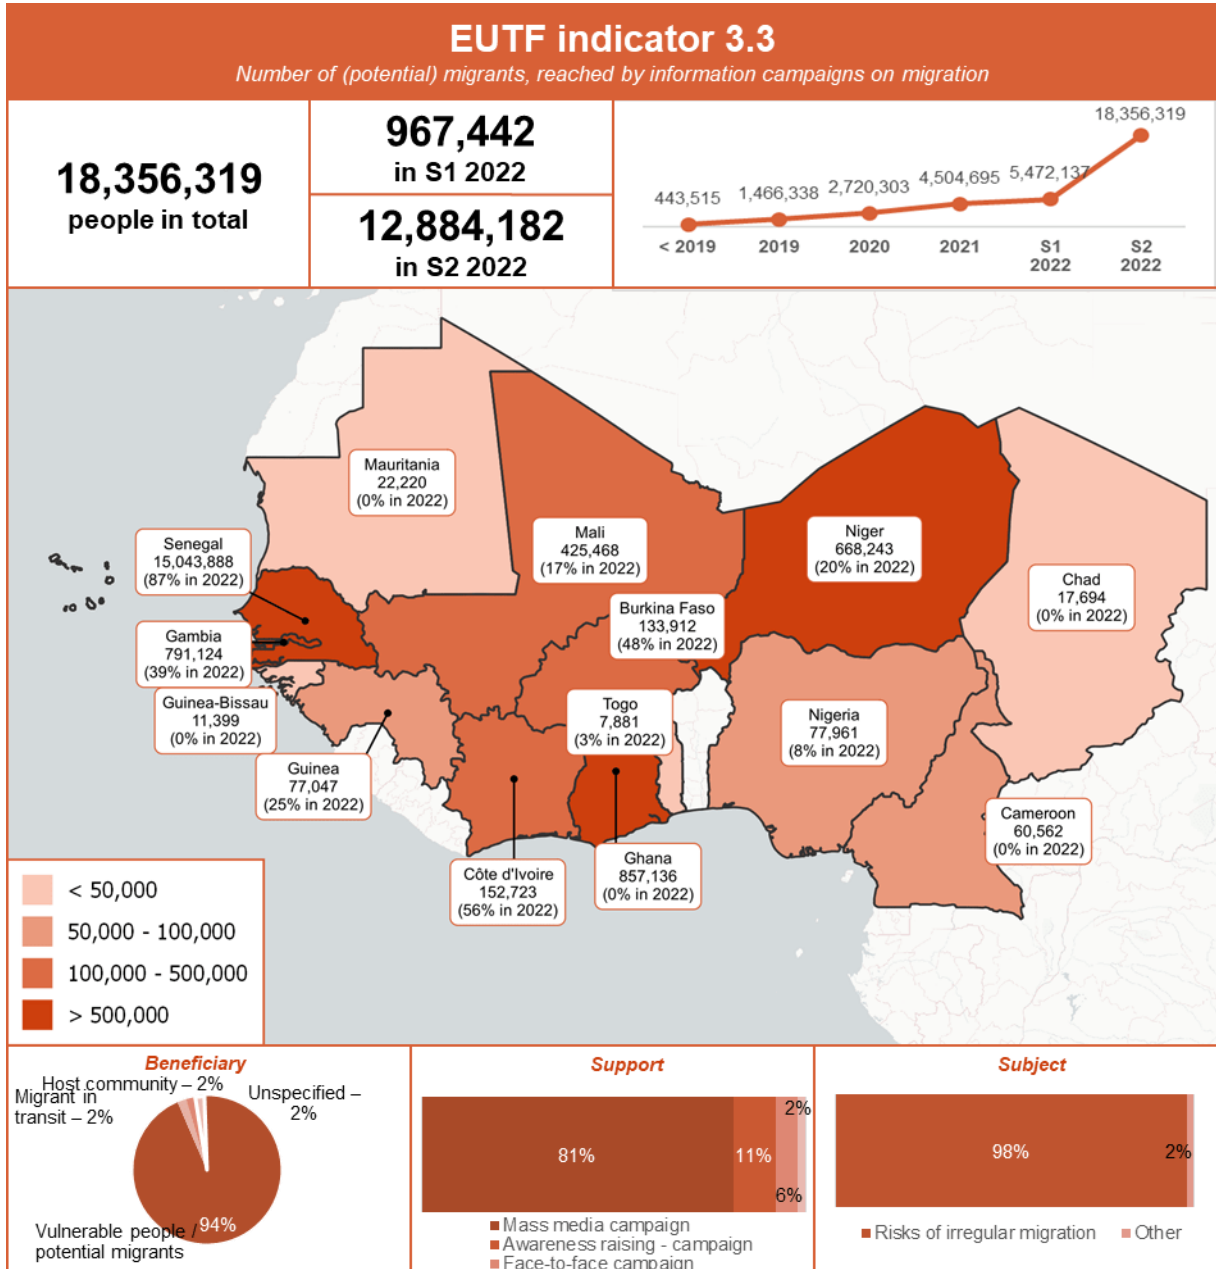 EUTF indicator 3.3
Number of (potential) migrants, reached by information campaigns on migration
18,356,319
people in total
967,442
in S1 2022
12,884,182
in S2 2022
443,515
1,466,338
2,720,303
4,504,695
5,472,137
18,356,319
< 2019
2019
2020
2021
S1
2022
S2
2022
Mauritania
22,220
(0% in 2022)
Mali
425,468
(17% in 2022)
Niger
668,243
(20% in 2022)
Chad
17,694
(0% in 2022)
Senegal
15,043,888
(87% in 2022)
Burkina Faso
133,912
(48% in 2022)
Gambia
791,124
(39% in 2022)
Guinea-Bissau
11,399
(0% in 2022)
Togo
7,881
(3% in 2022)
Nigeria
77,961
(8% in 2022)
Guinea
77,047
(25% in 2022)
Cameroon
60,562
(0% in 2022)
Côte d'Ivoire
152,723
(56% in 2022)
Ghana
857,136
(0% in 2022)
< 50,000
50,000 - 100,000
100,000 - 500,000
> 500,000
Beneficiary
Host community – 2%
Migrant in
transit – 2%
Unspecified –
2%
94%
Vulnerable people /
potential migrants
Support
81%
11%
2%
6%
Mass media campaign
Awareness raising - campaign
Face-to-face campaign
Subject
98%
2%
Risks of irregular migration
Other